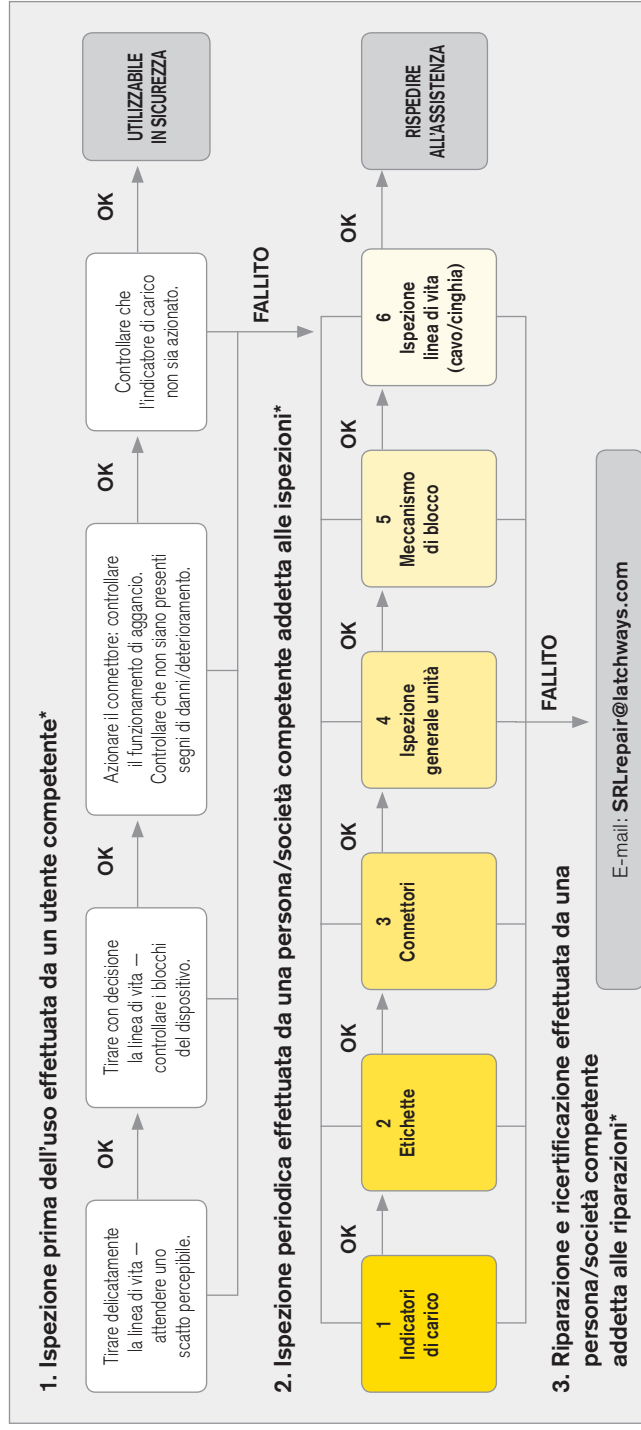 1. Ispezione prima dell'uso effettuata da un utente competente*
Tirare delicatamente
la linea di vita –
attendere uno
scatto percepibile.
OK
Tirare con decisione
la linea di vita –
controllare i blocchi
del dispositivo.
OK
Azionare il connettore: controllare
il funzionamento di aggancio.
Controllare che non siano presenti
segni di danni/deterioramento.
OK
Controllare che
l'indicatore di carico
non sia azionato.
OK
UTILIZZABILE
IN SICUREZZA
FALLITO
2. Ispezione periodica effettuata da una persona/società competente addetta alle ispezioni*
1
Indicatori
di carico
OK
2
Etichette
OK
3
Connettori
OK
4
Ispezione
generale unità
OK
5
Meccanismo
di blocco
OK
6
Ispezione
linea di vita
(cavo/cinghia)
OK
RISPEDIRE
ALL'ASSISTENZA
FALLITO
3. Riparazione e ricertificazione effettuata da una
persona/società competente
addetta alle riparazioni*
E-mail: SRLrepair@latchways.com